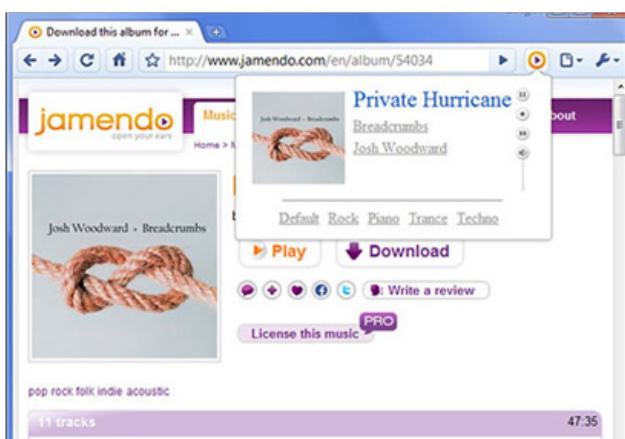 Download this album for ...
http://www.jamendo.com/en/album/54034
jamendo
open your ears
Music
bout
Home >
Josh Woodward - Breadcrumbs
Private Hurricane
Breadcrumbs
Josh Woodward
Default Rock Piano Trance Techno
Josh Woodward - Breadcrumbs
Play Download
Write a review
License this music PRO
pop rock folk indie acoustic
11 tracks 47:35